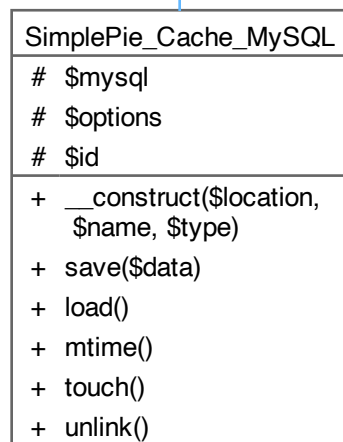 SimplePie_Cache_MySQL
# $mysql
# $options
# $id
+ __construct($location,
$name, $type)
+ save($data)
+ load()
+ mtime()
+ touch()
+ unlink()